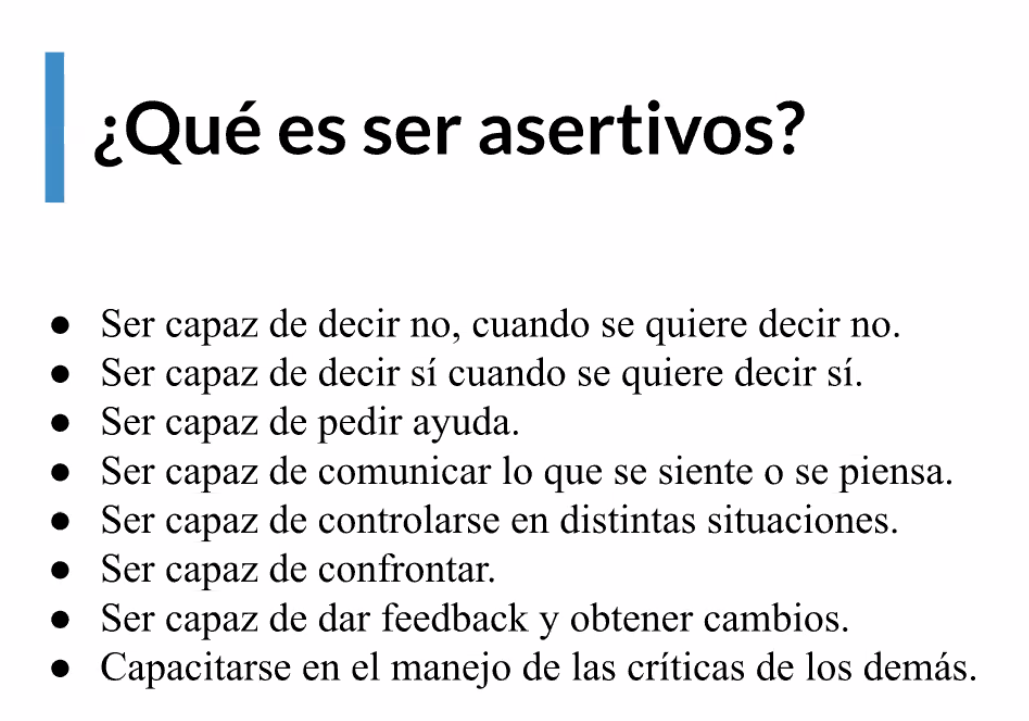 ¿Qué es ser asertivos?
● Ser capaz de decir no, cuando se quiere decir no.
● Ser capaz de decir sí cuando se quiere decir sí.
● Ser capaz de pedir ayuda.
● Ser capaz de comunicar lo que se siente o se piensa.
● Ser capaz de controlarse en distintas situaciones.
● Ser capaz de confrontar.
● Ser capaz de dar feedback y obtener cambios.
● Capacitarse en el manejo de las críticas de los demás.